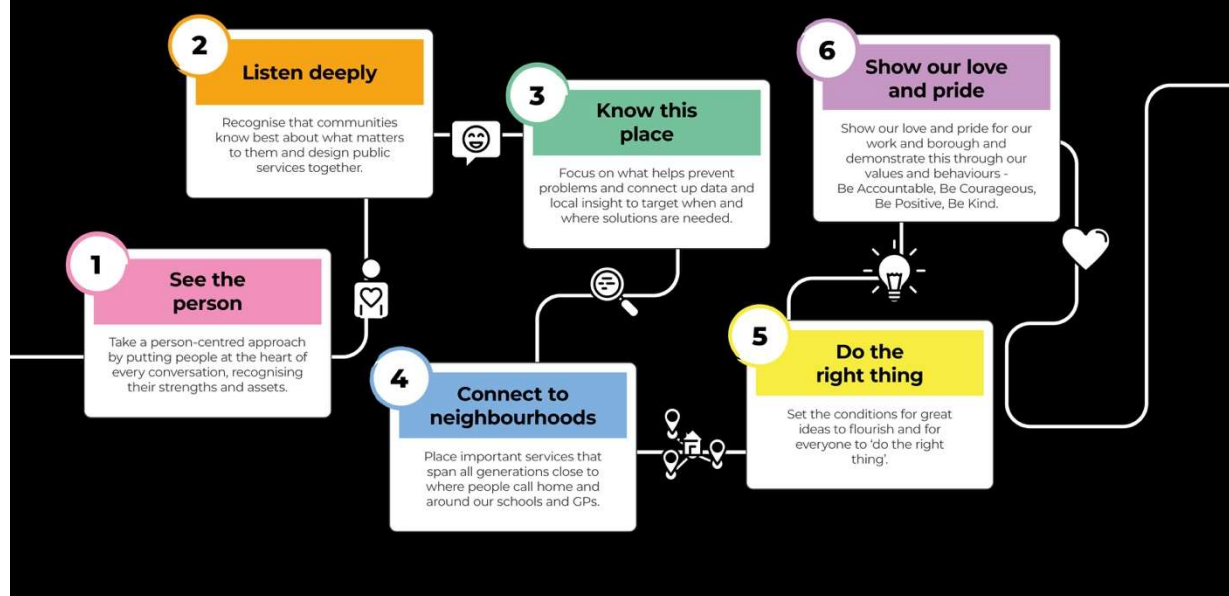 1
See the
person
Take a person-centred approach
by putting people at the heart of
every conversation, recognising
their strengths and assets.
2
Listen deeply
Recognise that communities
know best about what matters
to them and design public
services together.
3
Know this
place
Focus on what helps prevent
problems and connect up data and
local insight to target when and
where solutions are needed.
4
Connect to
neighbourhoods
Place important services that
span all generations close to
where people call home and
around our schools and GPs.
5
Do the
right thing
Set the conditions for great
ideas to flourish and for
everyone to ‘do the right
thing’.
6
Show our love
and pride
Show our love and pride for our
work and borough and
demonstrate this through our
values and behaviours -
Be Accountable, Be Courageous,
Be Positive, Be Kind.